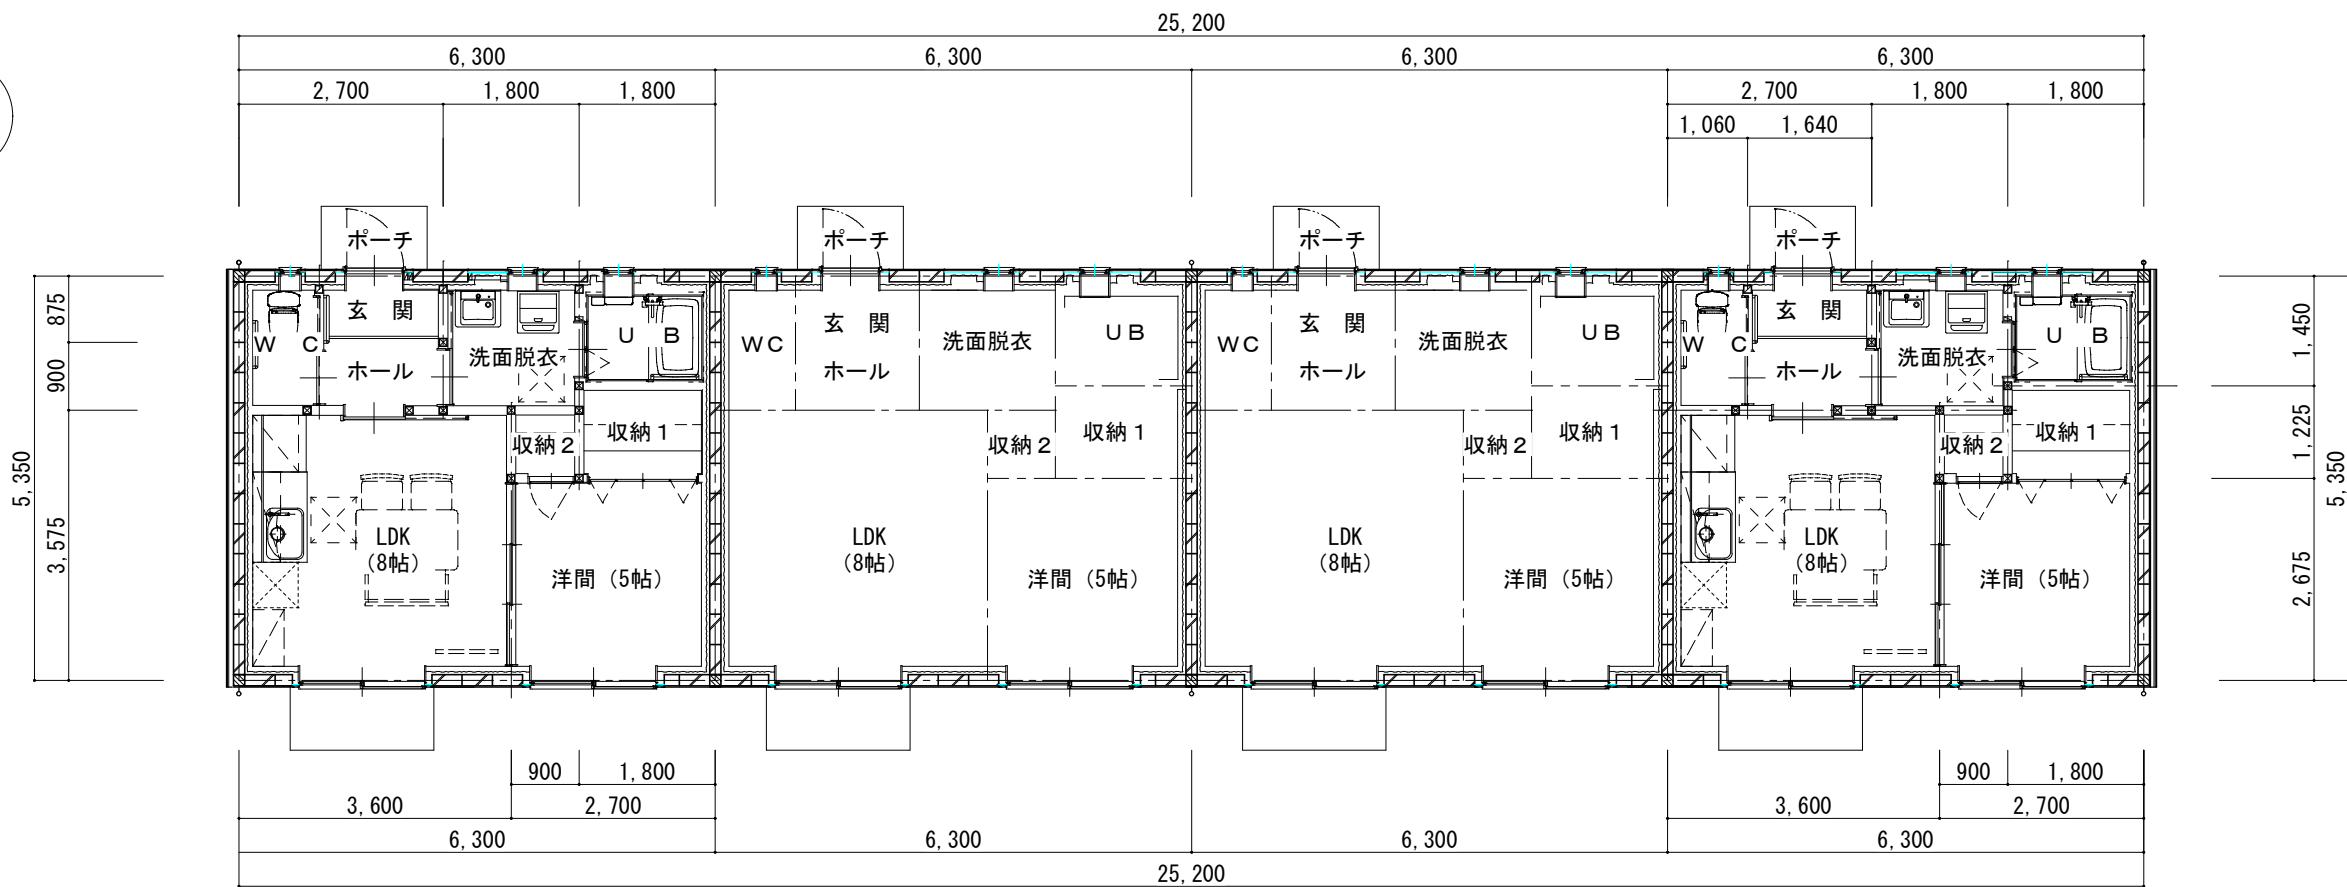 25,200
6,300 6,300 6,300 6,300
2,700 1,800 1,800 2,700 1,800 1,800
1,060 1,640
ポーチ ポーチ ポーチ ポーチ
玄 関 玄 関 玄 関 玄 関
W C U B WC 洗面脱衣 UB WC 洗面脱衣 UB W C U B
洗面脱衣 洗面脱衣
ホール ホール ホール ホール
収納2 収納1 収納2 収納1 収納2 収納1 収納2 収納1
LDK LDK LDK LDK
(8帖) (8帖) (8帖) (8帖)
洋間(5帖) 洋間(5帖) 洋間(5帖) 洋間(5帖)
5,350
875
900
3,575
1,450
1,225
2,675
5,350
900 1,800 900 1,800
3,600 2,700 3,600 2,700
6,300 6,300 6,300 6,300
25,200